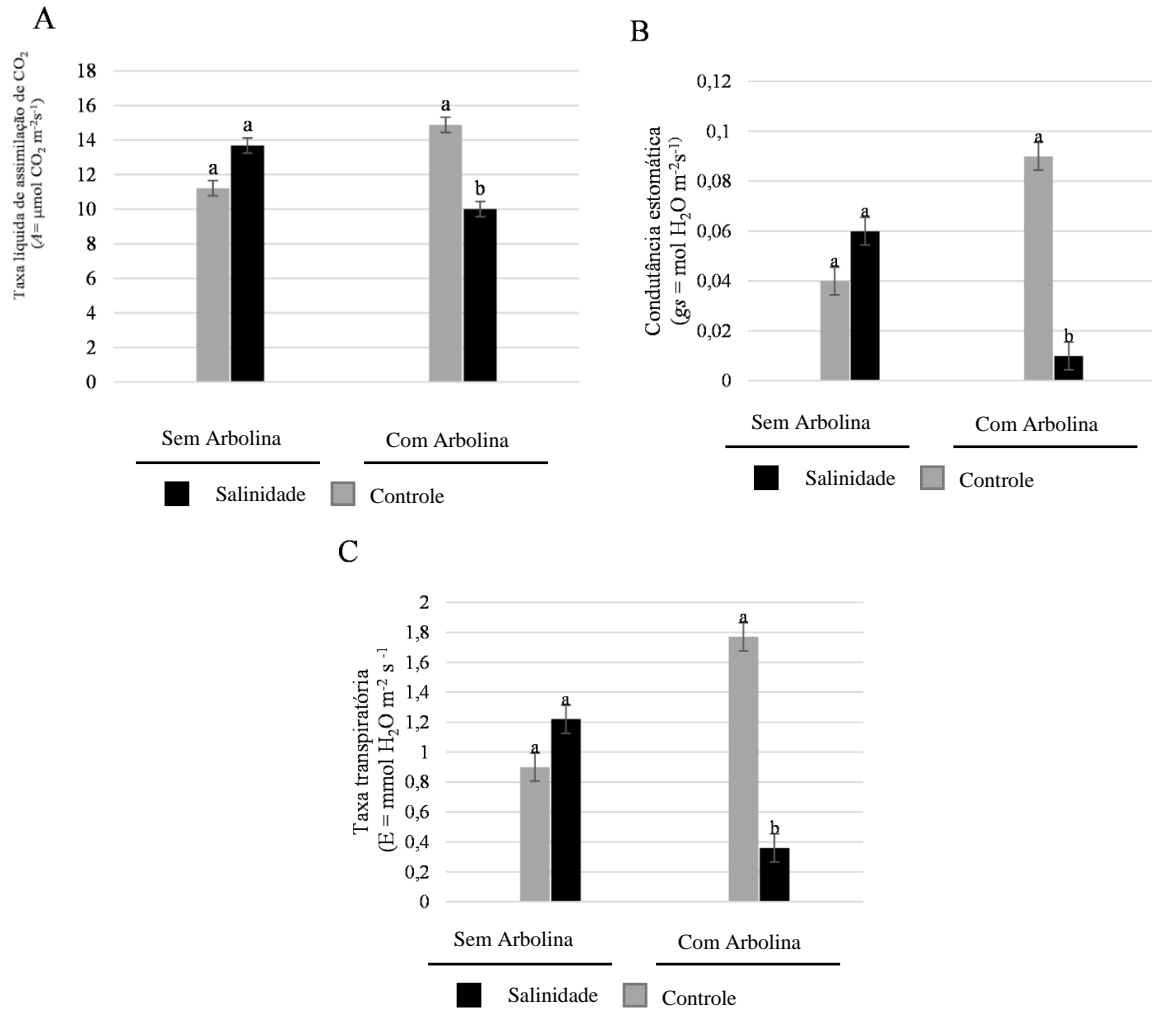 A
Taxa líquida de assimilação de CO2
(A= μmol CO2 m-2s-1)
18
16
14
12
10
8
6
4
2
0
a
a
a
b
Sem Arbolina
Com Arbolina
Salinidade
Controle
B
Condutância estomática
(gs = mol H2O m-2s-1)
0,12
0,1
0,08
0,06
0,04
0,02
0
a
a
a
b
Sem Arbolina
Com Arbolina
Salinidade
Controle
C
Taxa transpiratória
(E = mmol H2O m-2 s -1
2
1,8
1,6
1,4
1,2
1
0,8
0,6
0,4
0,2
0
a
a
a
b
Sem Arbolina
Com Arbolina
Salinidade
Controle